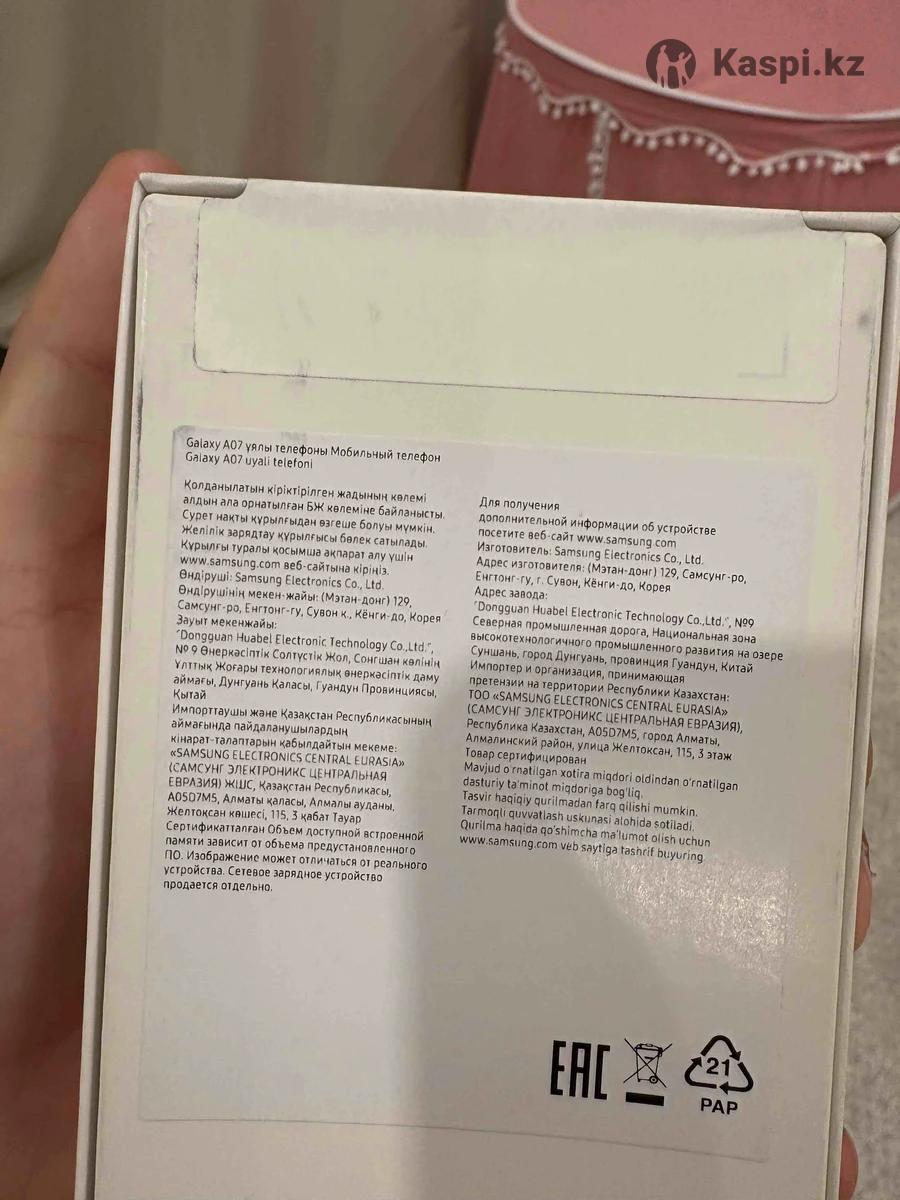 Kaspi.kz
Galaxy A07 ұялы телефоны Мобильный телефон
Galaxy A07 uyali telefoni
Қолданылатын кіріктірілген жадының көлемі
алдын ала орнатылған БЖ көлеміне байланысты.
Сурет нақты құрылғыдан өзгеше болуы мүмкін.
Желілік зарядтау құрылғысы бөлек сатылады.
Құрылғы туралы қосымша ақпарат алу үшін
www.samsung.com веб-сайтына кіріңіз.
Өндіруші: Samsung Electronics Co., Ltd.
Өндірушінің мекен-жайы: (Мэтан-донг) 129,
Самсунг-ро, Енгтонг-гу, Сувон к., Кёнги-до, Корея
Зауыт мекенжайы:
"Dongguan Huabel Electronic Technology Co.,Ltd.",
№ 9 Өнеркәсіптік Солтүстік Жол, Сонгшан көлінің
Ұлттық Жоғары технологиялық өнеркәсіптік даму
аймағы, Дунгуань Қаласы, Гуандун Провинциясы,
Қытай
Импорттаушы және Қазақстан Республикасының
аймағында пайдаланушылардың
кінарат-талаптарын қабылдайтын мекеме:
«SAMSUNG ELECTRONICS CENTRAL EURASIA»
(САМСУНГ ЭЛЕКТРОНИКС ЦЕНТРАЛЬНАЯ
ЕВРАЗИЯ) ЖШС, Қазақстан Республикасы,
A05D7M5, Алматы қаласы, Алмалы ауданы,
Желтоқсан көшесі, 115, 3 қабат Тауар
Сертификатталған Объем доступной встроенной
памяти зависит от объема предустановленного
ПО. Изображение может отличаться от реального
устройства. Сетевое зарядное устройство
продается отдельно.
Для получения
дополнительной информации об устройстве
посетите веб-сайт www.samsung.com
Изготовитель: Samsung Electronics Co., Ltd.
Адрес изготовителя: (Мэтан-донг) 129, Самсунг-ро,
Енгтонг-гу, г. Сувон, Кёнги-до, Корея
Адрес завода:
"Dongguan Huabel Electronic Technology Co.,Ltd.", №9
Северная промышленная дорога, Национальная зона
высокотехнологичного промышленного развития на озере
Суншань, город Дунгуань, провинция Гуандун, Китай
Импортер и организация, принимающая
претензии на территории Республики Казахстан:
ТОО «SAMSUNG ELECTRONICS CENTRAL EURASIA»
(САМСУНГ ЭЛЕКТРОНИКС ЦЕНТРАЛЬНАЯ ЕВРАЗИЯ),
Республика Казахстан, A05D7M5, город Алматы,
Алмалинский район, улица Желтоксан, 115, 3 этаж
Товар сертифицирован
Mavjud o'rnatilgan xotira miqdori oldindan o'rnatilgan
dasturiy ta'minot miqdoriga bog'liq.
Tasvir haqiqiy qurilmadan farq qilishi mumkin.
Tarmoqli quvvatlash uskunasi alohida sotiladi.
Qurilma haqida qo'shimcha ma'lumot olish uchun
www.samsung.com veb saytiga tashrif buyuring
EAC
21
PAP